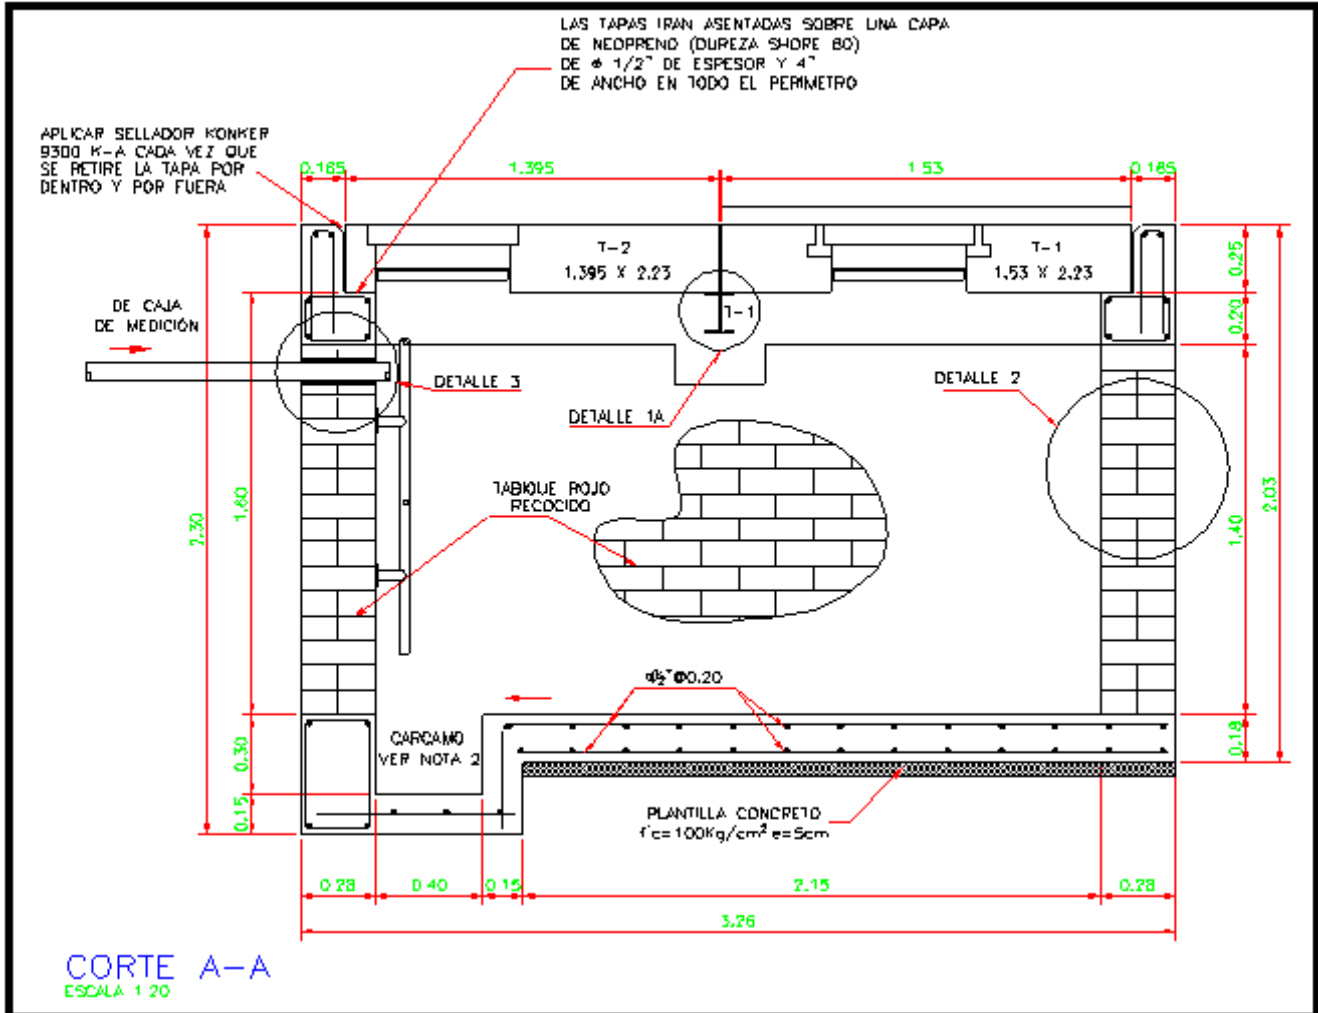 LAS TAPAS IRAN ASENTADAS SOBRE UNA CAPA
DE NEOPRENO (DUREZA SHORE 60)
DE Φ 1/2" DE ESPESOR Y 4"
DE ANCHO EN TODO EL PERIMETRO
APLICAR SELLADOR KONKER
9300 K-A CADA VEZ QUE
SE RETIRE LA TAPA POR
DENTRO Y POR FUERA
0.165
1.395
1.53
0.165
T-2
1.395 X 2.23
T-1
1.53 X 2.23
0.25
0.20
DE CAJA
DE MEDICIÓN
T-1
DETALLE 3
DETALLE 1A
DETALLE 2
TABIQUE ROJO
RECOCIDO
2.30
1.60
1.40
2.03
Φ½"@0.20
CARCAMO
VER NOTA 2
0.30
0.15
0.18
PLANTILLA CONCRETO
f'c=100Kg/cm² e=5cm
0.28
0.40
0.15
2.15
0.28
3.26
CORTE A-A
ESCALA 1:20